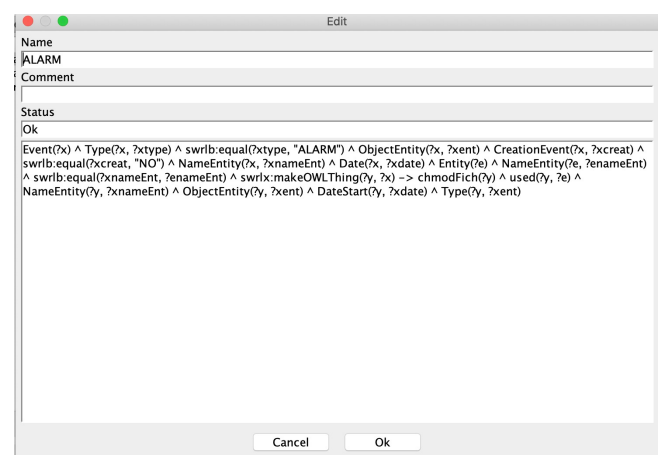 Edit
Name
ALARM
Comment
Status
Ok
Event(?x) ^ Type(?x, ?xtype) ^ swrlb:equal(?xtype, "ALARM") ^ ObjectEntity(?x, ?xent) ^ CreationEvent(?x, ?xcreat) ^
swrlb:equal(?xcreat, "NO") ^ NameEntity(?x, ?xnameEnt) ^ Date(?x, ?xdate) ^ Entity(?e) ^ NameEntity(?e, ?enameEnt)
^ swrlb:equal(?xnameEnt, ?enameEnt) ^ swrlx:makeOWLThing(?y, ?x) -> chmodFich(?y) ^ used(?y, ?e) ^
NameEntity(?y, ?xnameEnt) ^ ObjectEntity(?y, ?xent) ^ DateStart(?y, ?xdate) ^ Type(?y, ?xent)
Cancel Ok